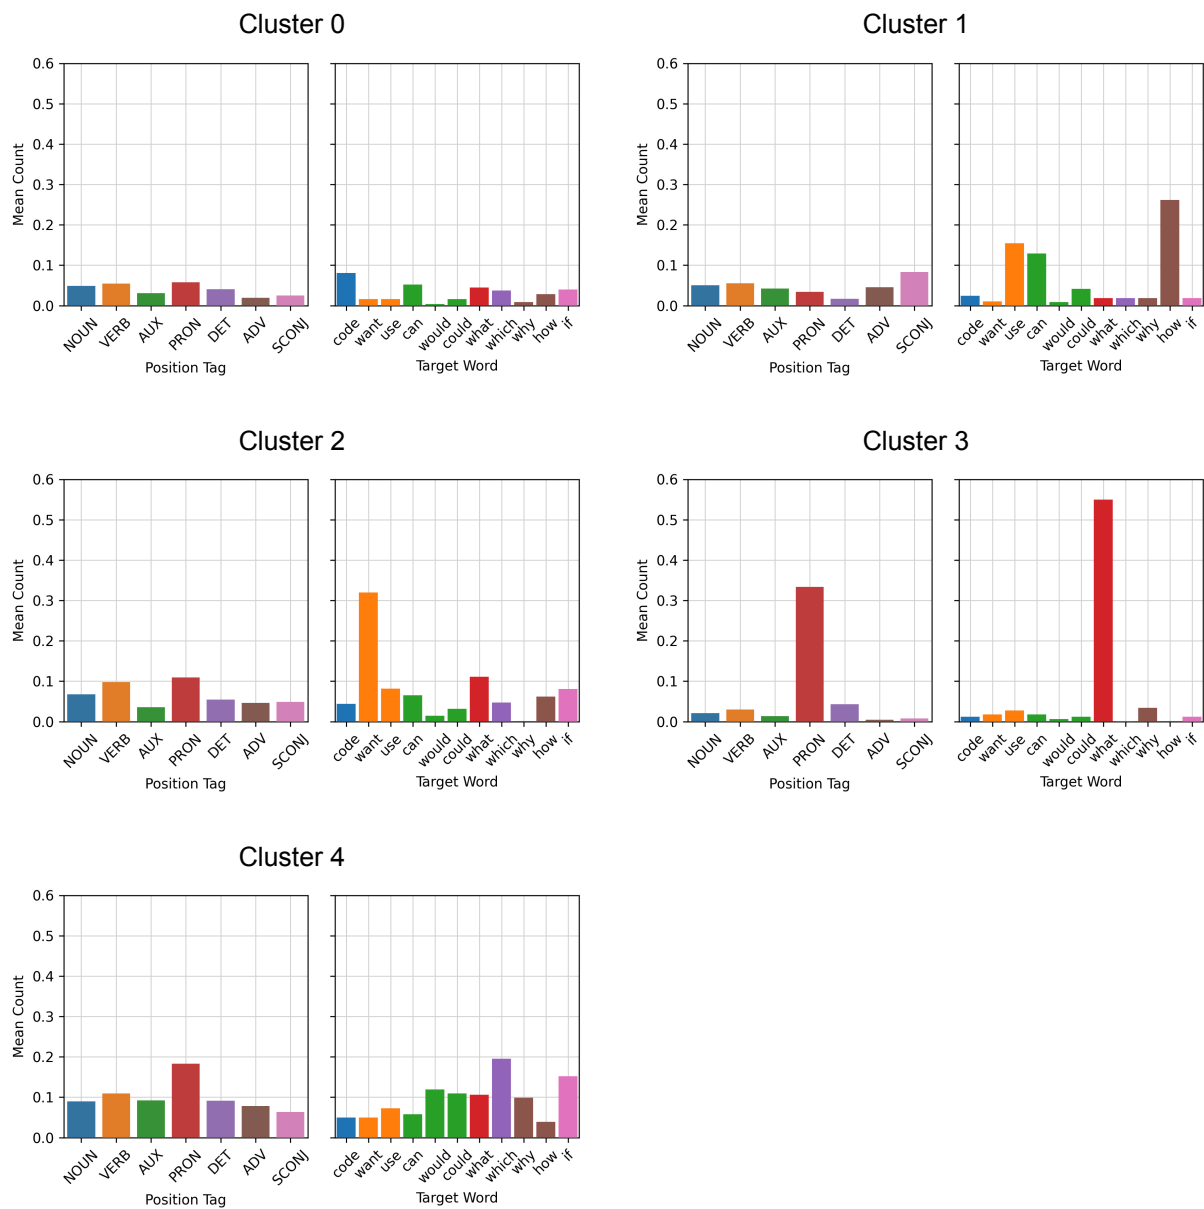 Cluster 0
0.6
0.5
0.4
0.3
0.2
0.1
0.0
Mean Count
NOUN VERB AUX PRON DET ADV SCONJ
Position Tag
code want use can would could what which why how if
Target Word
Cluster 1
0.6
0.5
0.4
0.3
0.2
0.1
0.0
Mean Count
NOUN VERB AUX PRON DET ADV SCONJ
Position Tag
code want use can would could what which why how if
Target Word
Cluster 2
0.6
0.5
0.4
0.3
0.2
0.1
0.0
Mean Count
NOUN VERB AUX PRON DET ADV SCONJ
Position Tag
code want use can would could what which why how if
Target Word
Cluster 3
0.6
0.5
0.4
0.3
0.2
0.1
0.0
Mean Count
NOUN VERB AUX PRON DET ADV SCONJ
Position Tag
code want use can would could what which why how if
Target Word
Cluster 4
0.6
0.5
0.4
0.3
0.2
0.1
0.0
Mean Count
NOUN VERB AUX PRON DET ADV SCONJ
Position Tag
code want use can would could what which why how if
Target Word